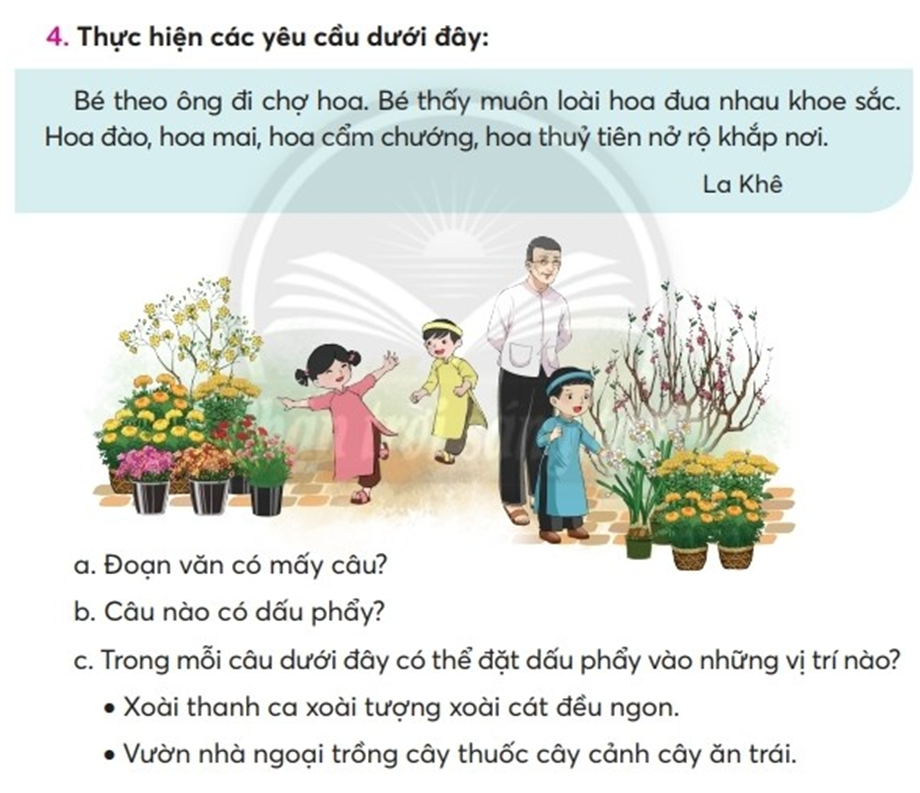 4. Thực hiện các yêu cầu dưới đây:
Bé theo ông đi chợ hoa. Bé thấy muôn loài hoa đua nhau khoe sắc.
Hoa đào, hoa mai, hoa cẩm chướng, hoa thuỷ tiên nở rộ khắp nơi.
La Khê
a. Đoạn văn có mấy câu?
b. Câu nào có dấu phẩy?
c. Trong mỗi câu dưới đây có thể đặt dấu phẩy vào những vị trí nào?
• Xoài thanh ca xoài tượng xoài cát đều ngon.
• Vườn nhà ngoại trồng cây thuốc cây cảnh cây ăn trái.